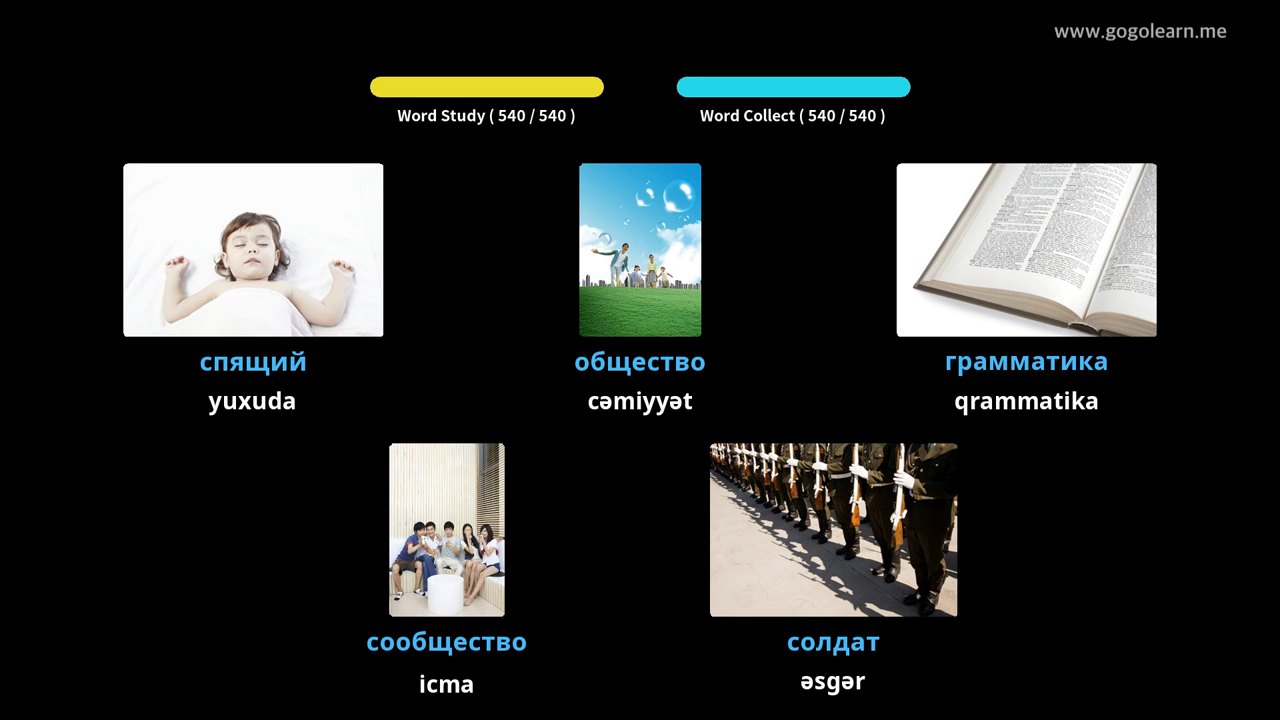 www.gogolearn.me
Word Study ( 540 / 540 )
Word Collect ( 540 / 540 )
спящий
yuxuda
общество
cəmiyyət
грамматика
qrammatika
сообщество
icma
солдат
əsgər